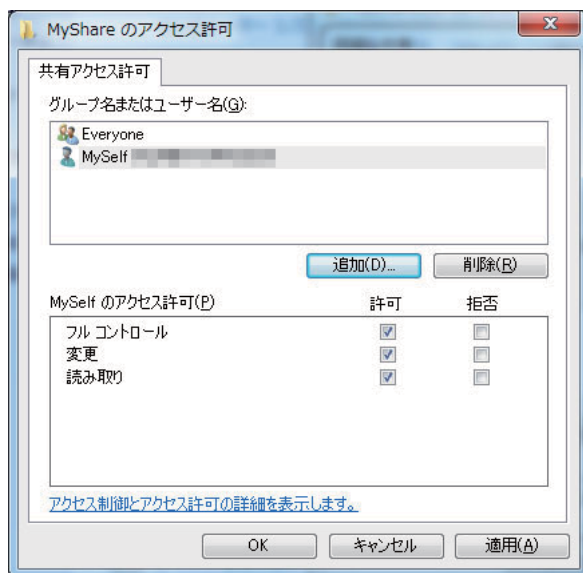 MyShare のアクセス許可
共有アクセス許可
グループ名またはユーザー名(G):
Everyone
MySelf
追加(D)...
削除(R)
MySelf のアクセス許可(P)
許可
拒否
フル コントロール
変更
読み取り
アクセス制御とアクセス許可の詳細を表示します。
OK
キャンセル
適用(A)